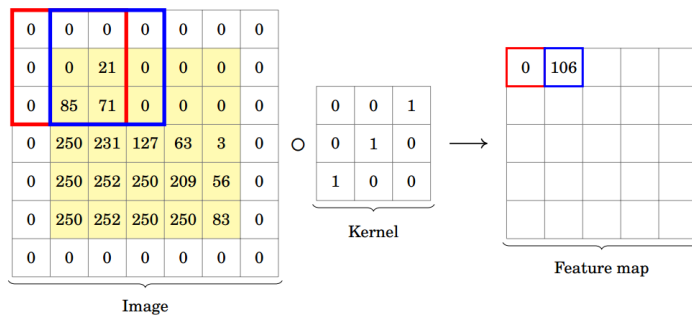 0 0 0 0 0 0 0
0 0 21 0 0 0 0
0 85 71 0 0 0 0
0 250 231 127 63 3 0
0 250 252 250 209 56 0
0 250 252 250 250 83 0
0 0 0 0 0 0 0
Image
○
0 0 1
0 1 0
1 0 0
Kernel
→
0 106
Feature map